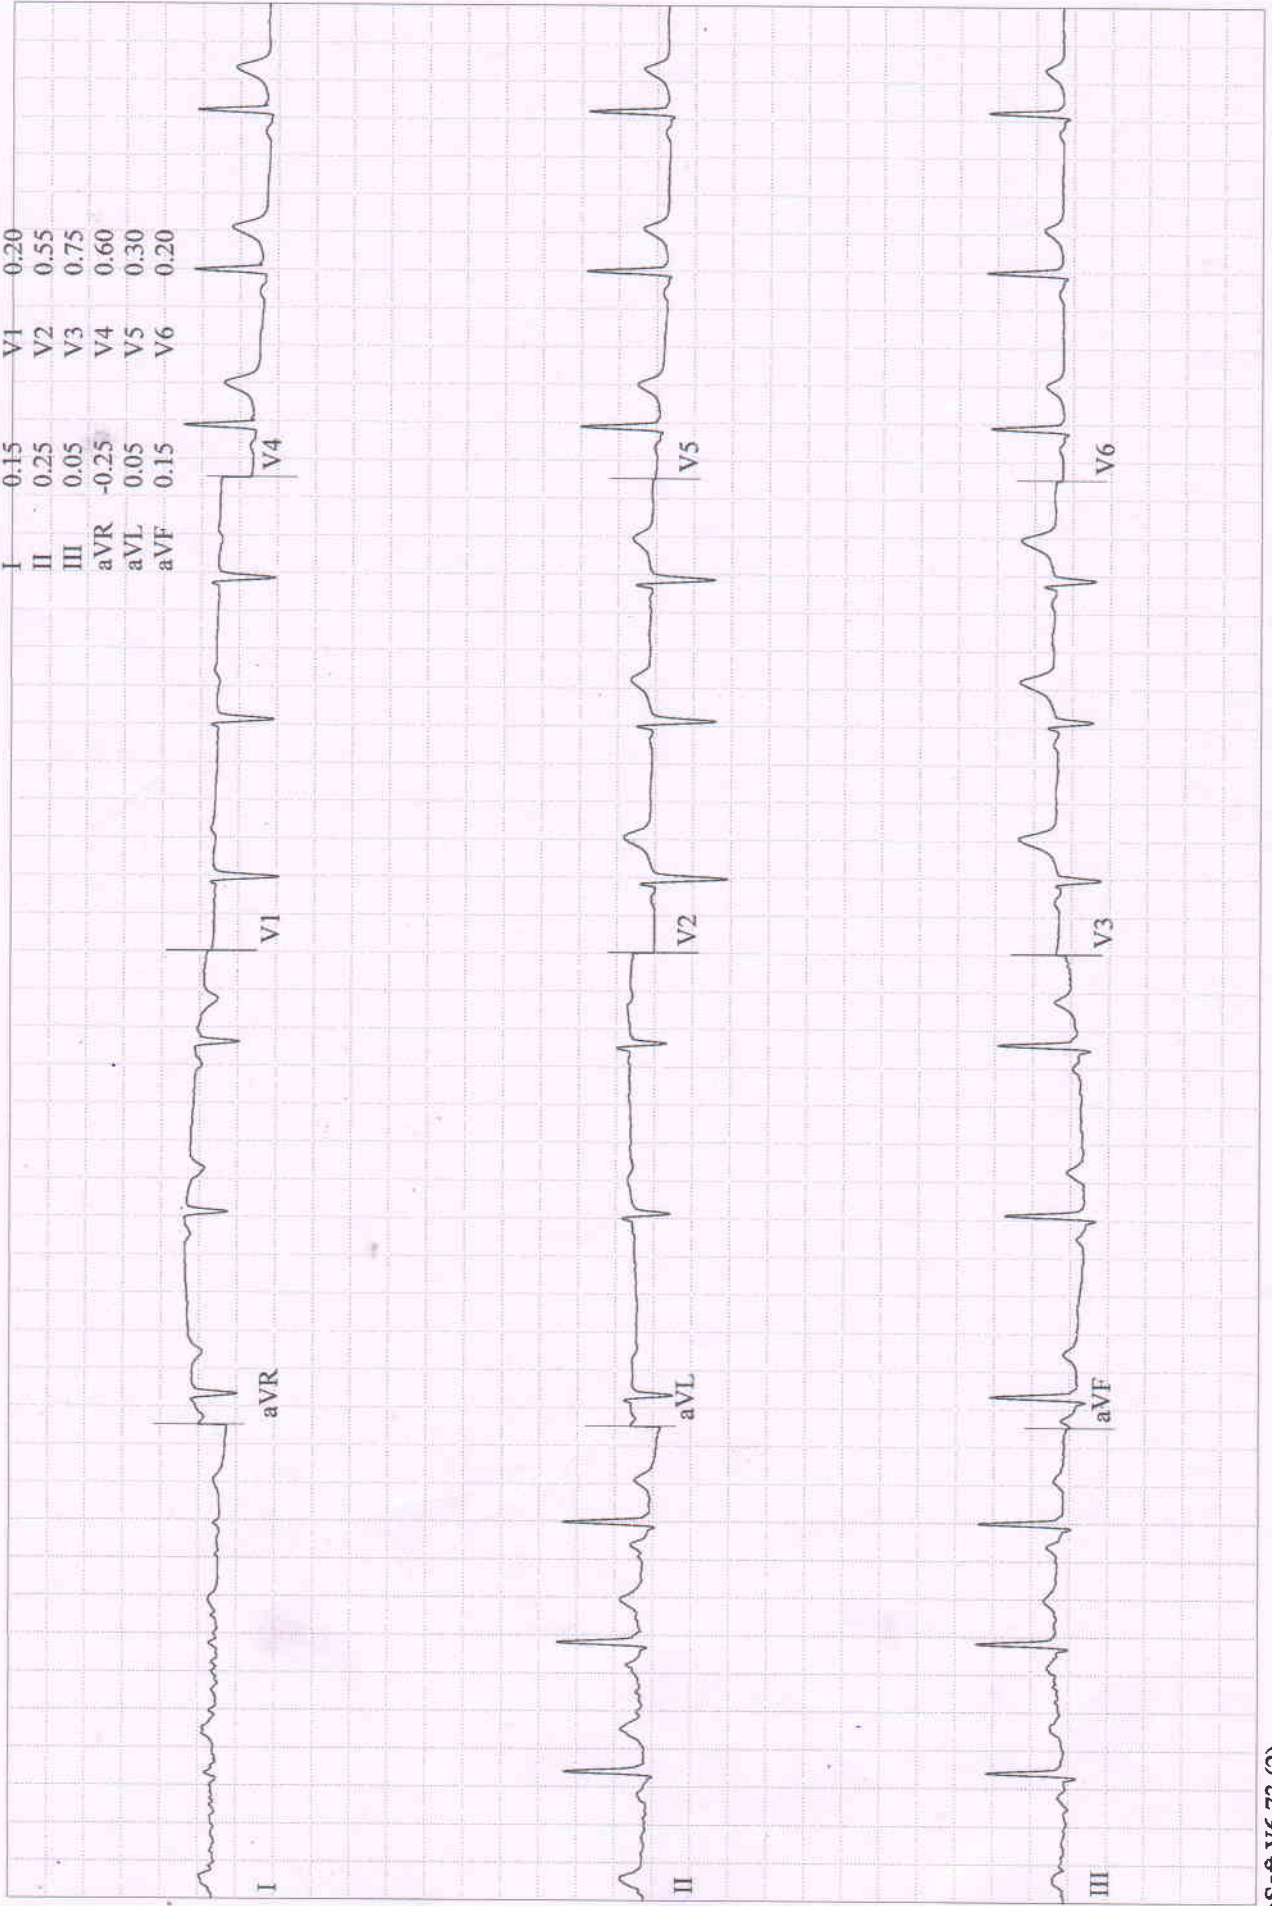 I 0.15 V1 0.20
II 0.25 V2 0.55
III 0.05 V3 0.75
aVR -0.25 V4 0.60
aVL 0.05 V5 0.30
aVF 0.15 V6 0.20
I aVR V1 V4
II aVL V2 V5
III aVF V3 V6